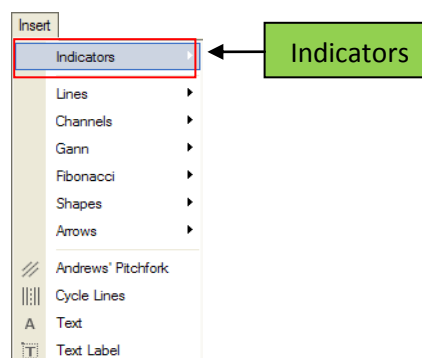 Insert
Indicators
Indicators
Lines
Channels
Gann
Fibonacci
Shapes
Arrows
Andrews' Pitchfork
Cycle Lines
A Text
T Text Label